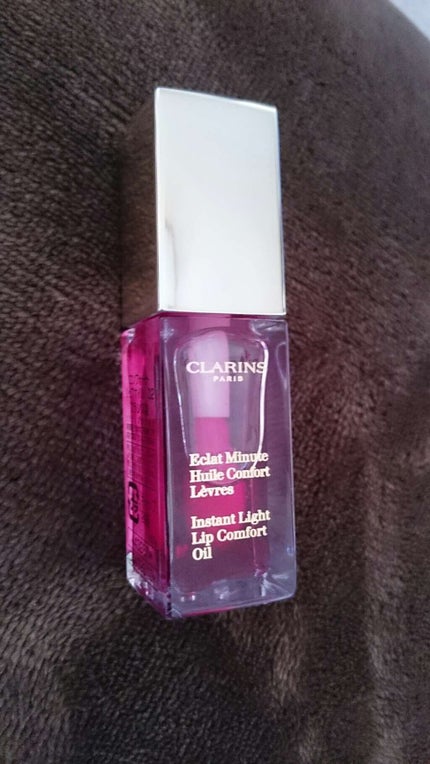 CLARINS
PARIS
Eclat Minute
Huile Confort
Lèvres
Instant Light
Lip Comfort
Oil